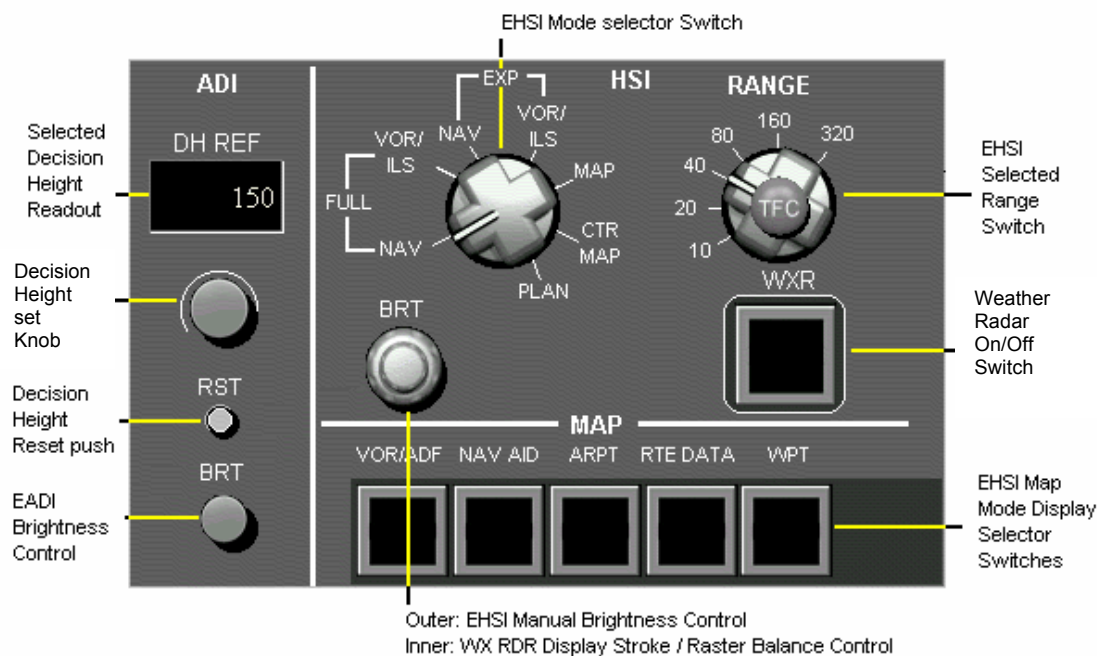 EHSI Mode selector Switch
ADI
HSI
RANGE
EXP
Selected
Decision
Height
Readout
DH REF
150
VOR/
ILS
NAV
VOR/
ILS
MAP
FULL
NAV
CTR
MAP
PLAN
10
20
40
80
160
320
TFC
EHSI
Selected
Range
Switch
Decision
Height
set
Knob
BRT
WXR
Weather
Radar
On/Off
Switch
Decision
Height
Reset push
RST
MAP
VOR/ADF
NAV AID
ARPT
RTE DATA
WPT
EADI
Brightness
Control
BRT
EHSI Map
Mode Display
Selector
Switches
Outer: EHSI Manual Brightness Control
Inner: WX RDR Display Stroke / Raster Balance Control